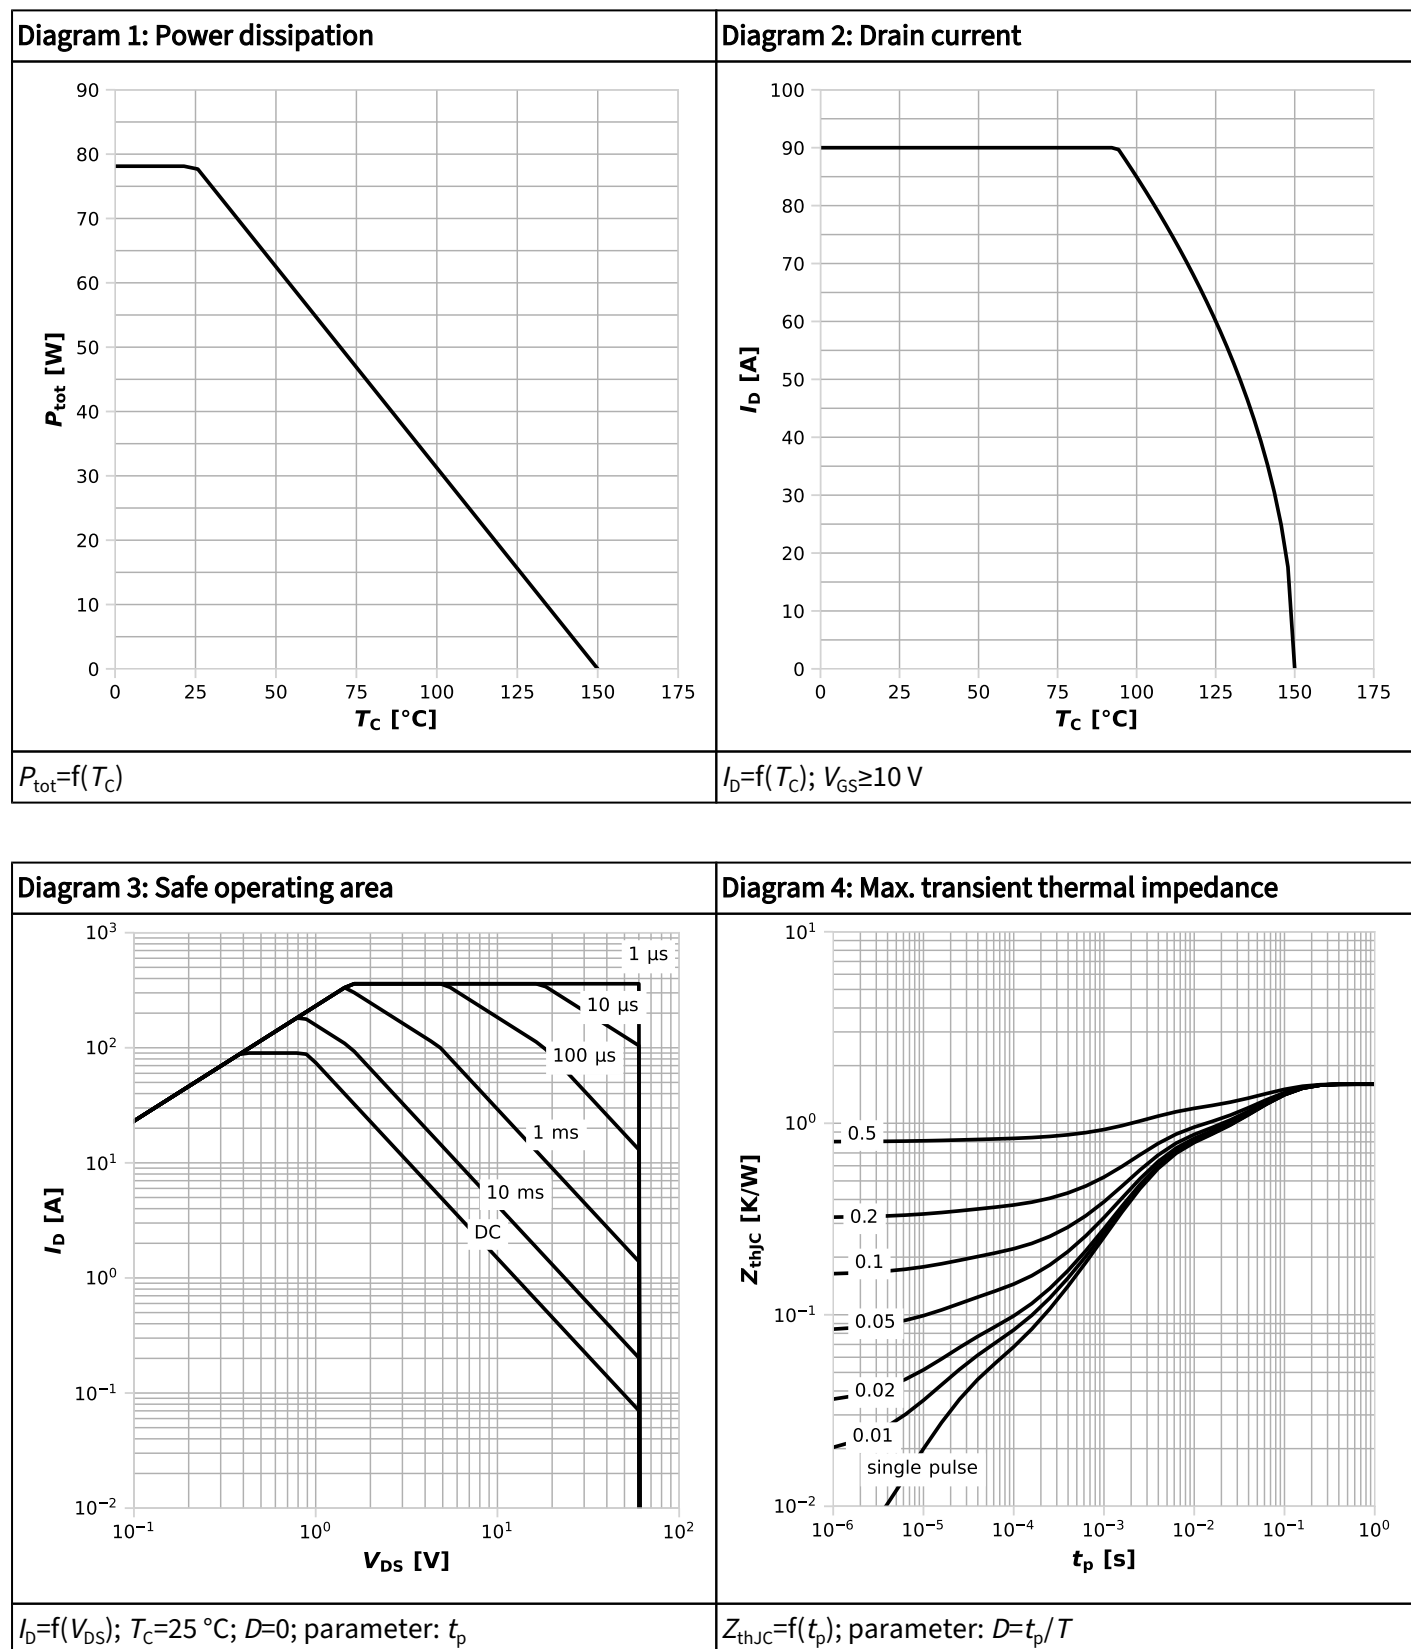 Diagram 1: Power dissipation
Diagram 2: Drain current
90
80
70
60
50
40
30
20
10
0
0 25 50 75 100 125 150 175
Ptot [W]
TC [°C]
100
90
80
70
60
50
40
30
20
10
0
0 25 50 75 100 125 150 175
ID [A]
TC [°C]
Ptot=f(TC)
ID=f(TC); VGS≥10 V
Diagram 3: Safe operating area
Diagram 4: Max. transient thermal impedance
10³
10²
10¹
10⁰
10⁻¹
10⁻²
10⁻¹ 10⁰ 10¹ 10²
ID [A]
VDS [V]
1 µs
10 µs
100 µs
1 ms
10 ms
DC
10¹
10⁰
10⁻¹
10⁻²
10⁻⁶ 10⁻⁵ 10⁻⁴ 10⁻³ 10⁻² 10⁻¹ 10⁰
ZthJC [K/W]
tp [s]
0.5
0.2
0.1
0.05
0.02
0.01
single pulse
ID=f(VDS); TC=25 °C; D=0; parameter: tp
ZthJC=f(tp); parameter: D=tp/T